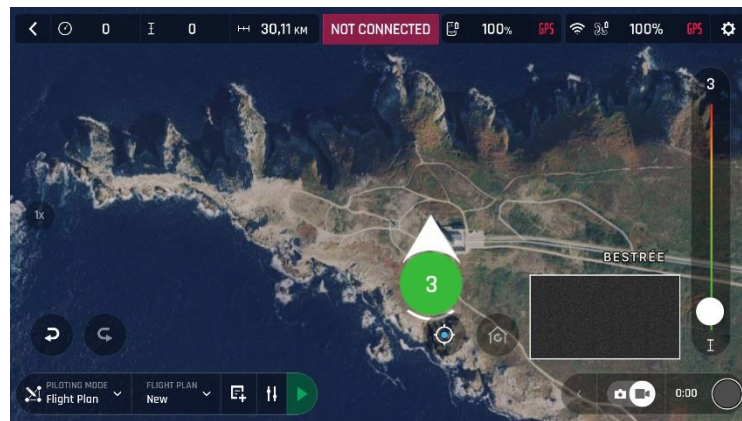 0 0 30,11 KM NOT CONNECTED 100% GPS 100% GPS
3
1x
BESTRÉE
3
PILOTING MODE
Flight Plan
FLIGHT PLAN
New
0:00